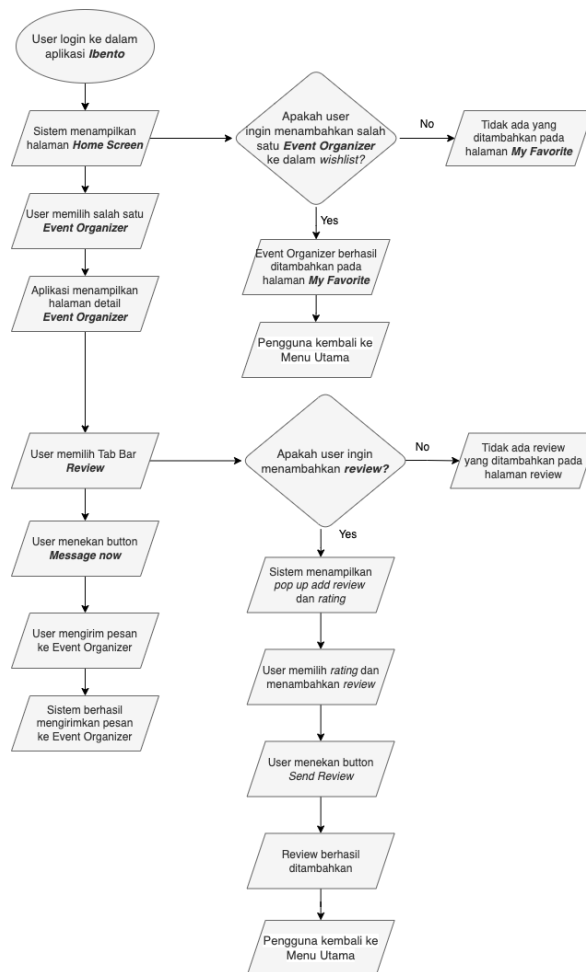 User login ke dalam
aplikasi Ibento
Sistem menampilkan
halaman Home Screen
Apakah user
ingin menambahkan salah
satu Event Organizer
ke dalam wishlist?
No
Tidak ada yang
ditambahkan pada
halaman My Favorite
User memilih salah satu
Event Organizer
Yes
Event Organizer berhasil
ditambahkan pada
halaman My Favorite
Aplikasi menampilkan
halaman detail
Event Organizer
Pengguna kembali ke
Menu Utama
User memilih Tab Bar
Review
Apakah user ingin
menambahkan review?
No
Tidak ada review
yang ditambahkan pada
halaman review
User menekan button
Message now
Yes
Sistem menampilkan
pop up add review
dan rating
User mengirim pesan
ke Event Organizer
User memilih rating dan
menambahkan review
Sistem berhasil
mengirimkan pesan
ke Event Organizer
User menekan button
Send Review
Review berhasil
ditambahkan
Pengguna kembali ke
Menu Utama